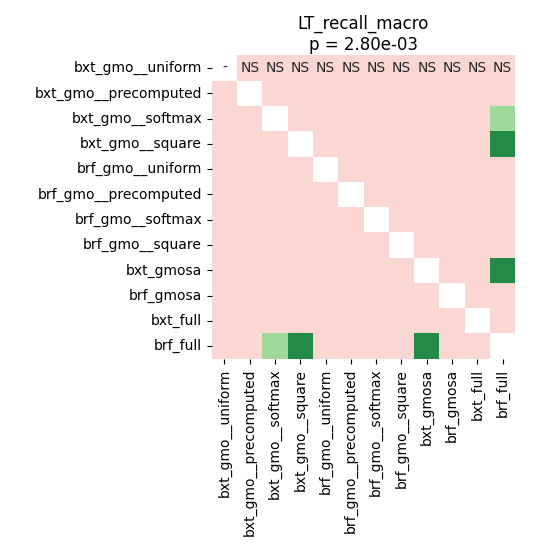 LT_recall_macro
p = 2.80e-03
bxt_gmo__uniform - NS NS NS NS NS NS NS NS NS NS NS
bxt_gmo__precomputed
bxt_gmo__softmax
bxt_gmo__square
brf_gmo__uniform
brf_gmo__precomputed
brf_gmo__softmax
brf_gmo__square
bxt_gmosa
brf_gmosa
bxt_full
brf_full
bxt_gmo__uniform
bxt_gmo__precomputed
bxt_gmo__softmax
bxt_gmo__square
brf_gmo__uniform
brf_gmo__precomputed
brf_gmo__softmax
brf_gmo__square
bxt_gmosa
brf_gmosa
bxt_full
brf_full